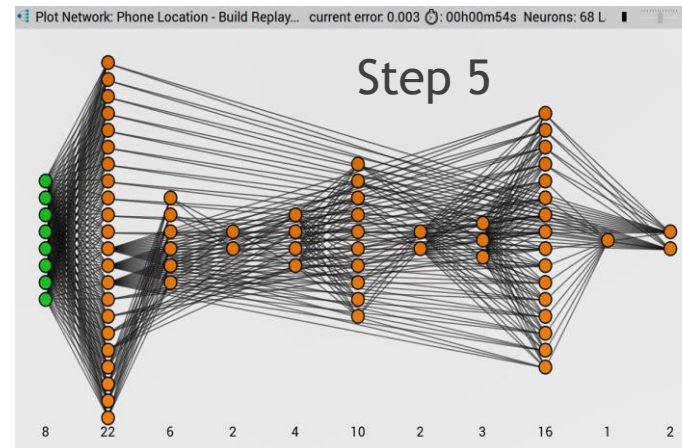 Plot Network: Phone Location - Build Replay... current error: 0.003 : 00h00m54s Neurons: 68 L
Step 5
8 22 6 2 4 10 2 3 16 1 2